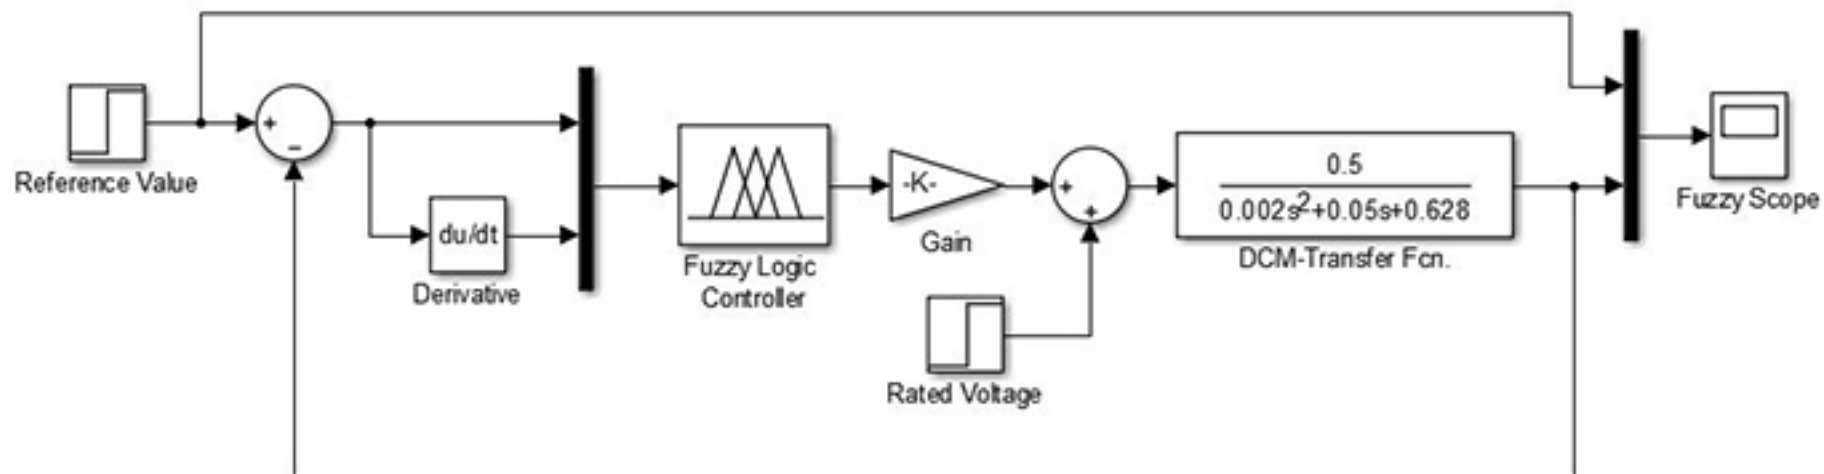 Reference Value
+
−
du/dt
Derivative
Fuzzy Logic
Controller
-K-
Gain
+
+
Rated Voltage
0.5
0.002s²+0.05s+0.628
DCM-Transfer Fcn.
Fuzzy Scope